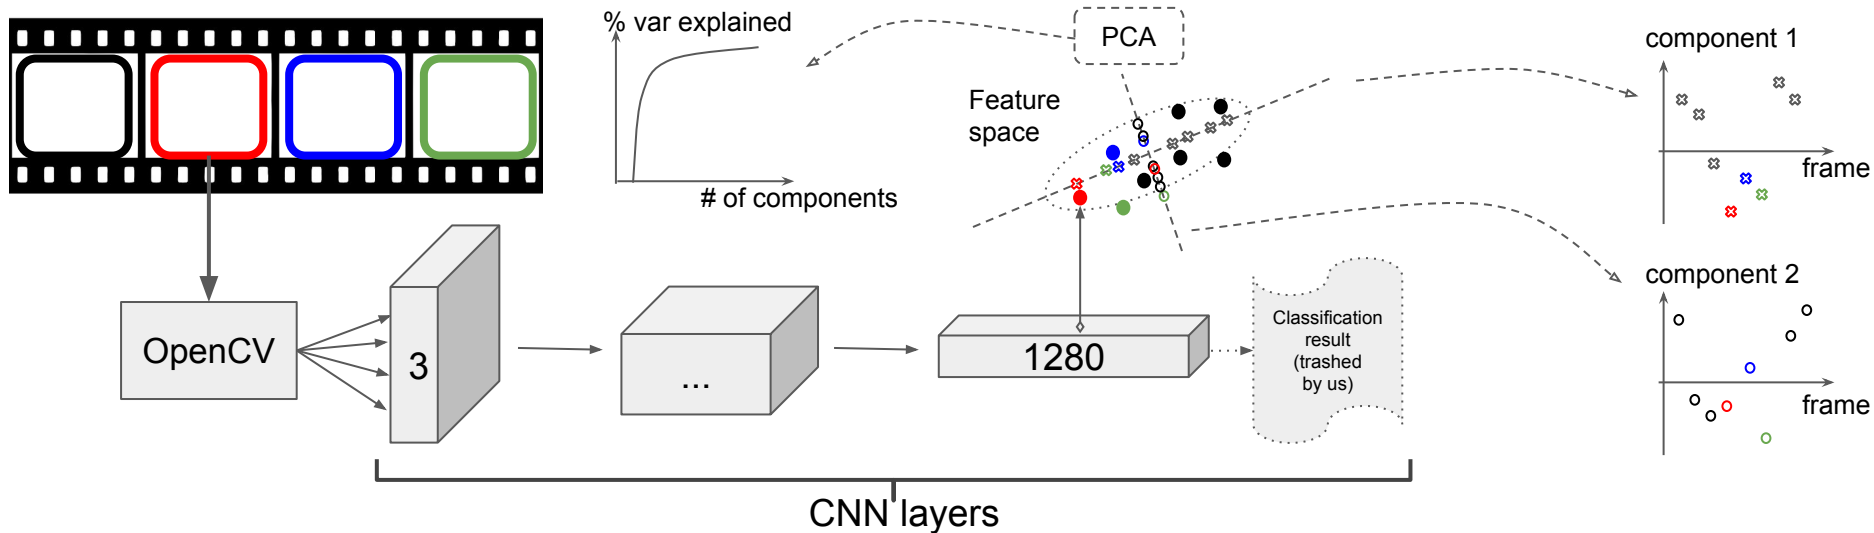 % var explained
# of components
PCA
Feature
space
component 1
frame
component 2
frame
OpenCV
3
...
1280
Classification
result
(trashed
by us)
CNN layers